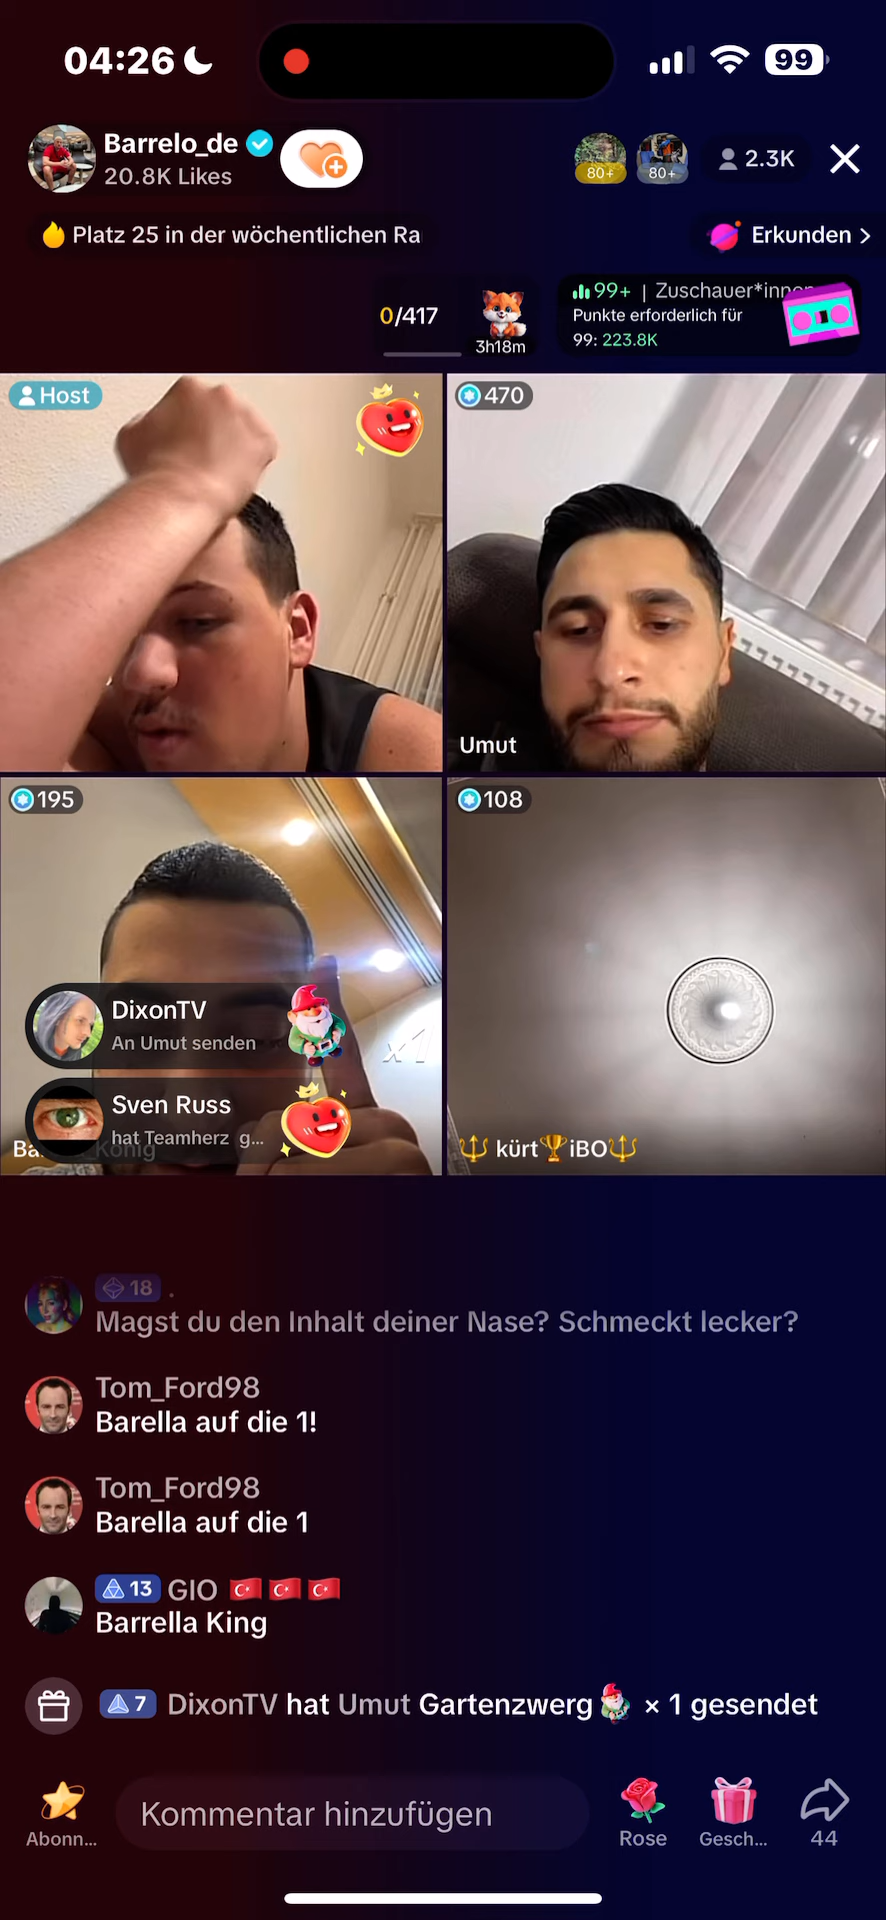 04:26
99
Barrelo_de
20.8K Likes
80+
80+
2.3K
Platz 25 in der wöchentlichen Ra
Erkunden >
0/417
3h18m
99+ | Zuschauer*innen
Punkte erforderlich für
99: 223.8K
Host
470
Umut
195
108
DixonTV
An Umut senden
x1
Sven Russ
hat Teamherz g...
Ba
König
kürt🏆iBO
18 .
Magst du den Inhalt deiner Nase? Schmeckt lecker?
Tom_Ford98
Barella auf die 1!
Tom_Ford98
Barella auf die 1
13 GIO 🇹🇷🇹🇷🇹🇷
Barrella King
7 DixonTV hat Umut Gartenzwerg × 1 gesendet
Abonn...
Kommentar hinzufügen
Rose
Gesch...
44